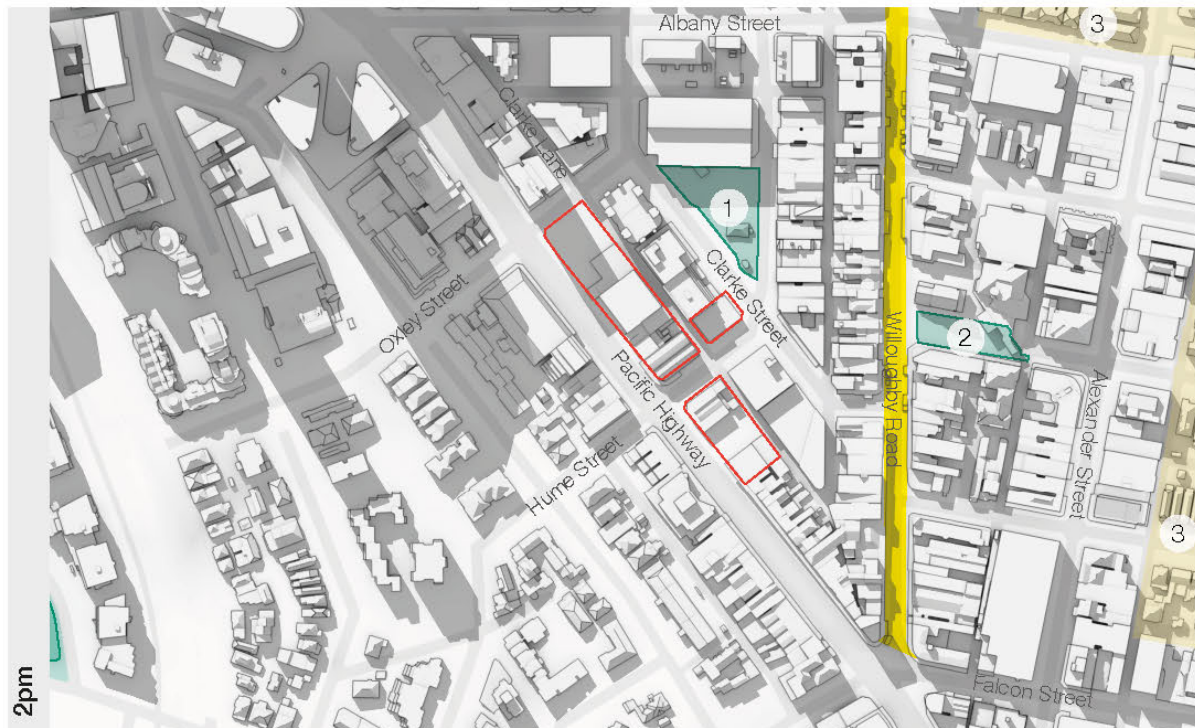 Albany Street
3
Clarke Lane
1
Clarke Street
Oxley Street
2
Willoughby Road
Pacific Highway
Alexander Street
Hume Street
3
Falcon Street
2pm